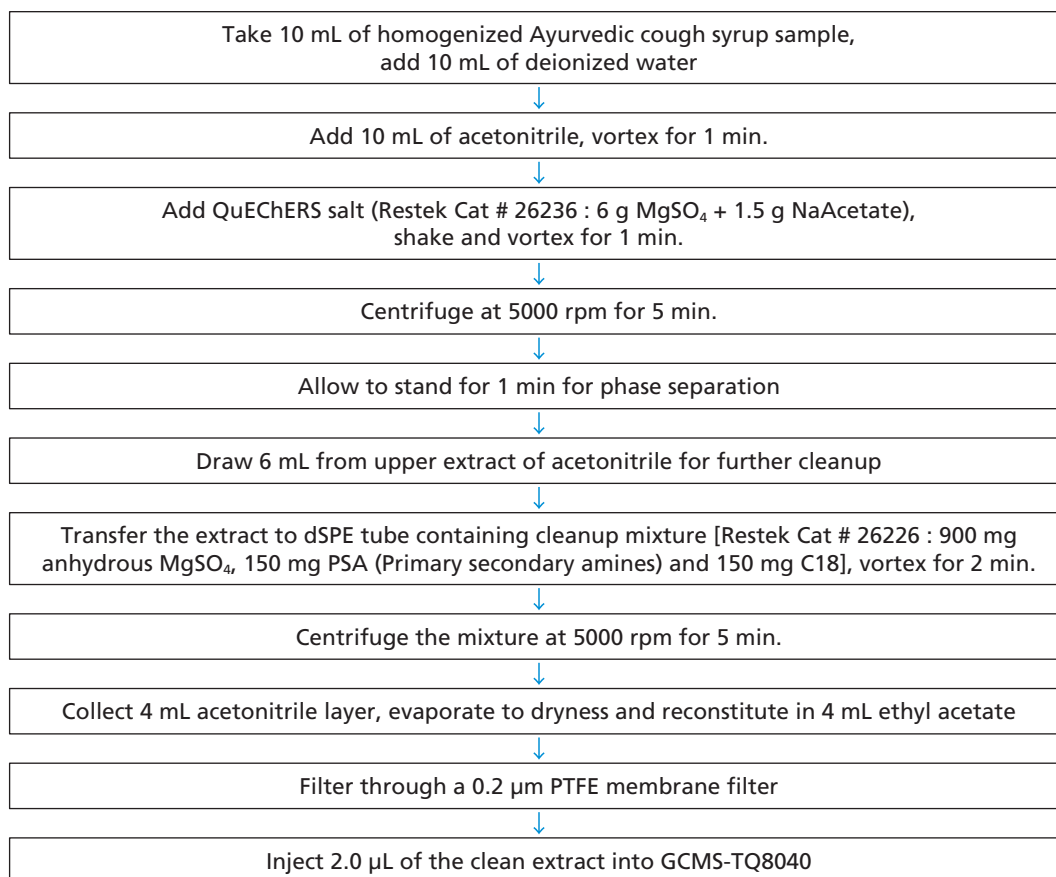 Take 10 mL of homogenized Ayurvedic cough syrup sample,
add 10 mL of deionized water
Add 10 mL of acetonitrile, vortex for 1 min.
Add QuEChERS salt (Restek Cat # 26236 : 6 g MgSO₄ + 1.5 g NaAcetate),
shake and vortex for 1 min.
Centrifuge at 5000 rpm for 5 min.
Allow to stand for 1 min for phase separation
Draw 6 mL from upper extract of acetonitrile for further cleanup
Transfer the extract to dSPE tube containing cleanup mixture [Restek Cat # 26226 : 900 mg
anhydrous MgSO₄, 150 mg PSA (Primary secondary amines) and 150 mg C18], vortex for 2 min.
Centrifuge the mixture at 5000 rpm for 5 min.
Collect 4 mL acetonitrile layer, evaporate to dryness and reconstitute in 4 mL ethyl acetate
Filter through a 0.2 µm PTFE membrane filter
Inject 2.0 µL of the clean extract into GCMS-TQ8040